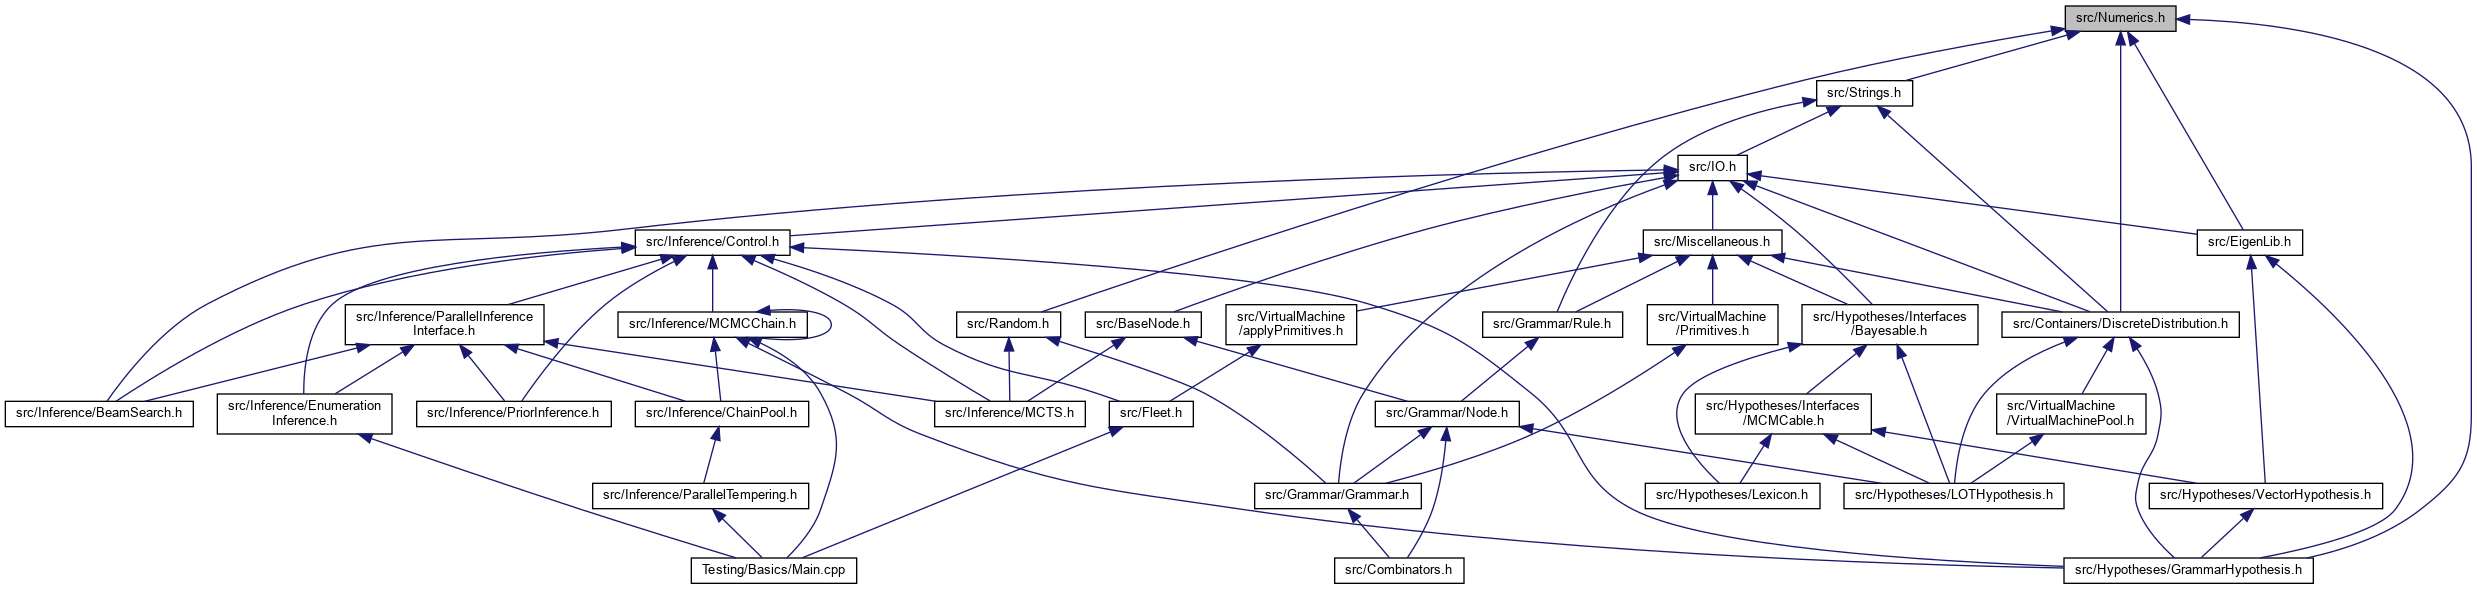 src/Numerics.h
src/Strings.h
src/IO.h
src/Inference/Control.h
src/Miscellaneous.h
src/EigenLib.h
src/Inference/ParallelInference
Interface.h
src/Inference/MCMCChain.h
src/Random.h
src/BaseNode.h
src/VirtualMachine
/applyPrimitives.h
src/Grammar/Rule.h
src/VirtualMachine
/Primitives.h
src/Hypotheses/Interfaces
/Bayesable.h
src/Containers/DiscreteDistribution.h
src/Inference/BeamSearch.h
src/Inference/Enumeration
Inference.h
src/Inference/PriorInference.h
src/Inference/ChainPool.h
src/Inference/MCTS.h
src/Fleet.h
src/Grammar/Node.h
src/Hypotheses/Interfaces
/MCMCable.h
src/VirtualMachine
/VirtualMachinePool.h
src/Inference/ParallelTempering.h
src/Grammar/Grammar.h
src/Hypotheses/Lexicon.h
src/Hypotheses/LOTHypothesis.h
src/Hypotheses/VectorHypothesis.h
Testing/Basics/Main.cpp
src/Combinators.h
src/Hypotheses/GrammarHypothesis.h